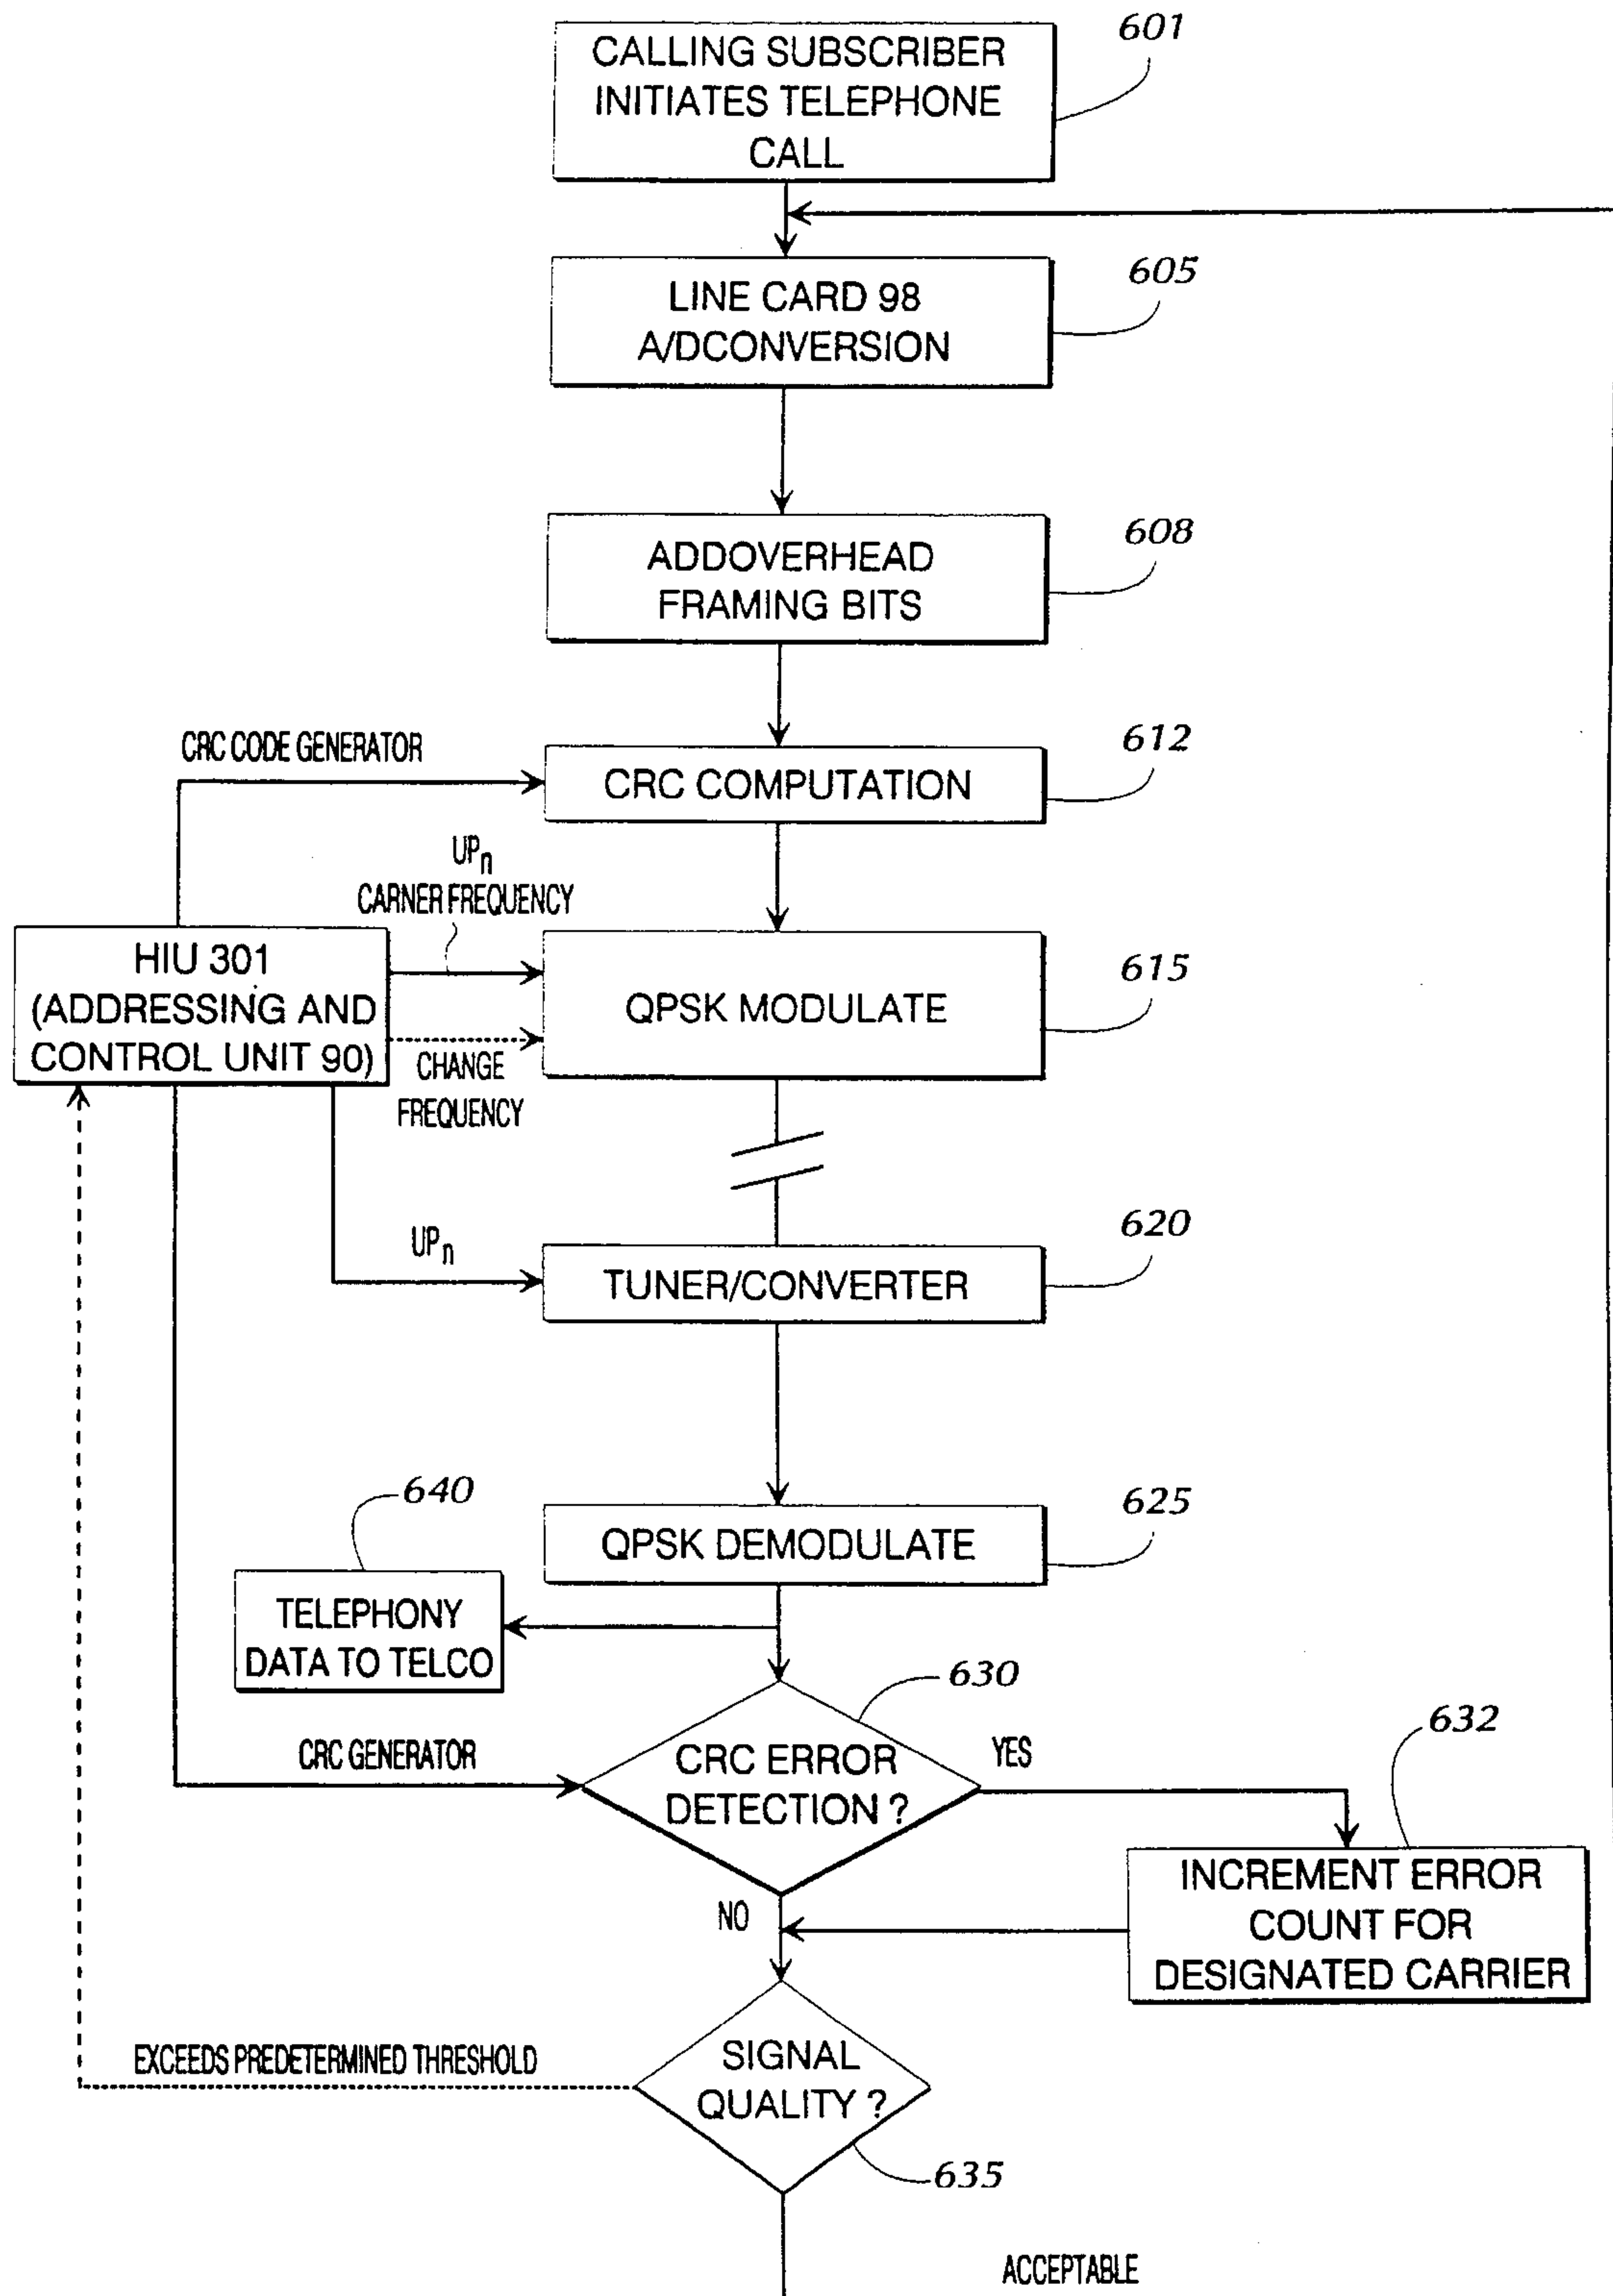 601
CALLING SUBSCRIBER
INITIATES TELEPHONE
CALL
605
LINE CARD 98
A/DCONVERSION
608
ADDOVERHEAD
FRAMING BITS
612
CRC CODE GENERATOR
CRC COMPUTATION
UPn
CARNER FREQUENCY
HIU 301
(ADDRESSING AND
CONTROL UNIT 90)
615
QPSK MODULATE
CHANGE
FREQUENCY
620
UPn
TUNER/CONVERTER
640
625
QPSK DEMODULATE
TELEPHONY
DATA TO TELCO
630
CRC GENERATOR
CRC ERROR
DETECTION ?
YES
632
INCREMENT ERROR
COUNT FOR
DESIGNATED CARRIER
NO
EXCEEDS PREDETERMINED THRESHOLD
SIGNAL
QUALITY ?
635
ACCEPTABLE